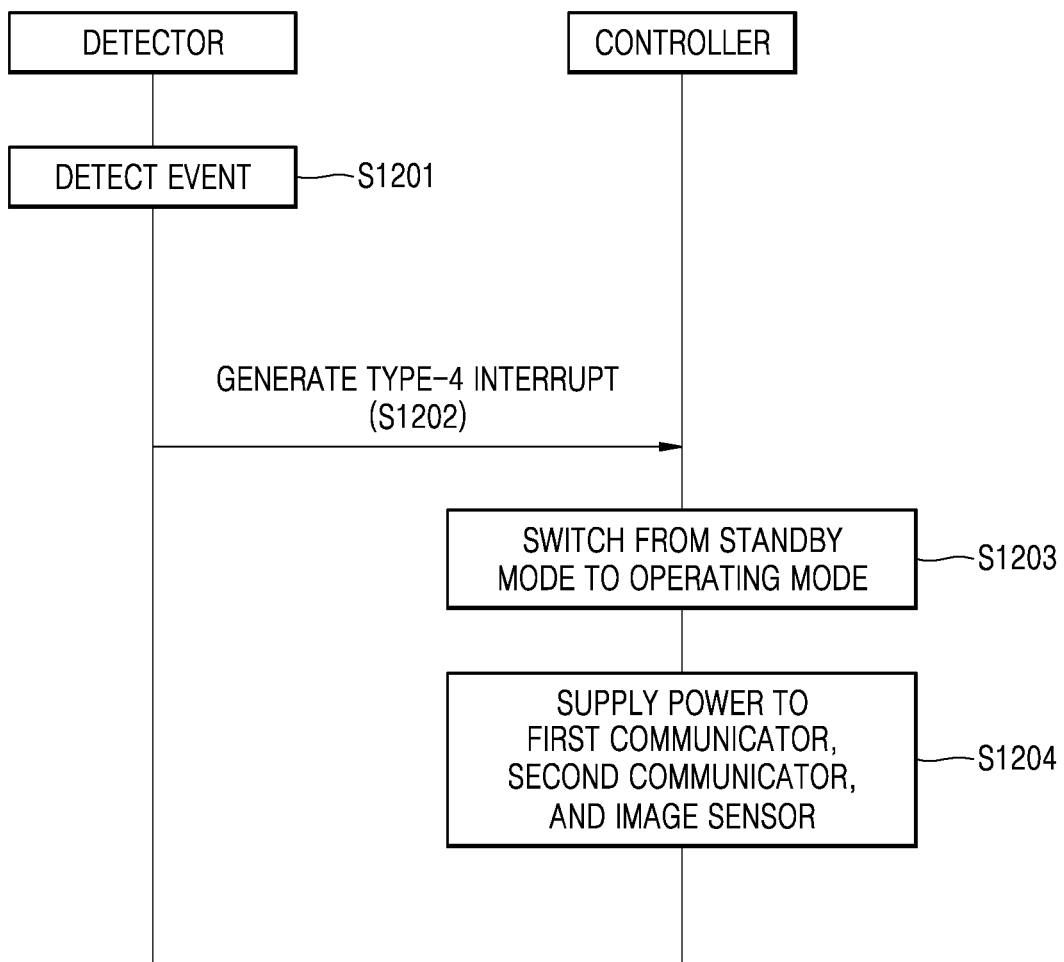 DETECTOR
CONTROLLER
DETECT EVENT
S1201
GENERATE TYPE-4 INTERRUPT
(S1202)
SWITCH FROM STANDBY
MODE TO OPERATING MODE
S1203
SUPPLY POWER TO
FIRST COMMUNICATOR,
SECOND COMMUNICATOR,
AND IMAGE SENSOR
S1204